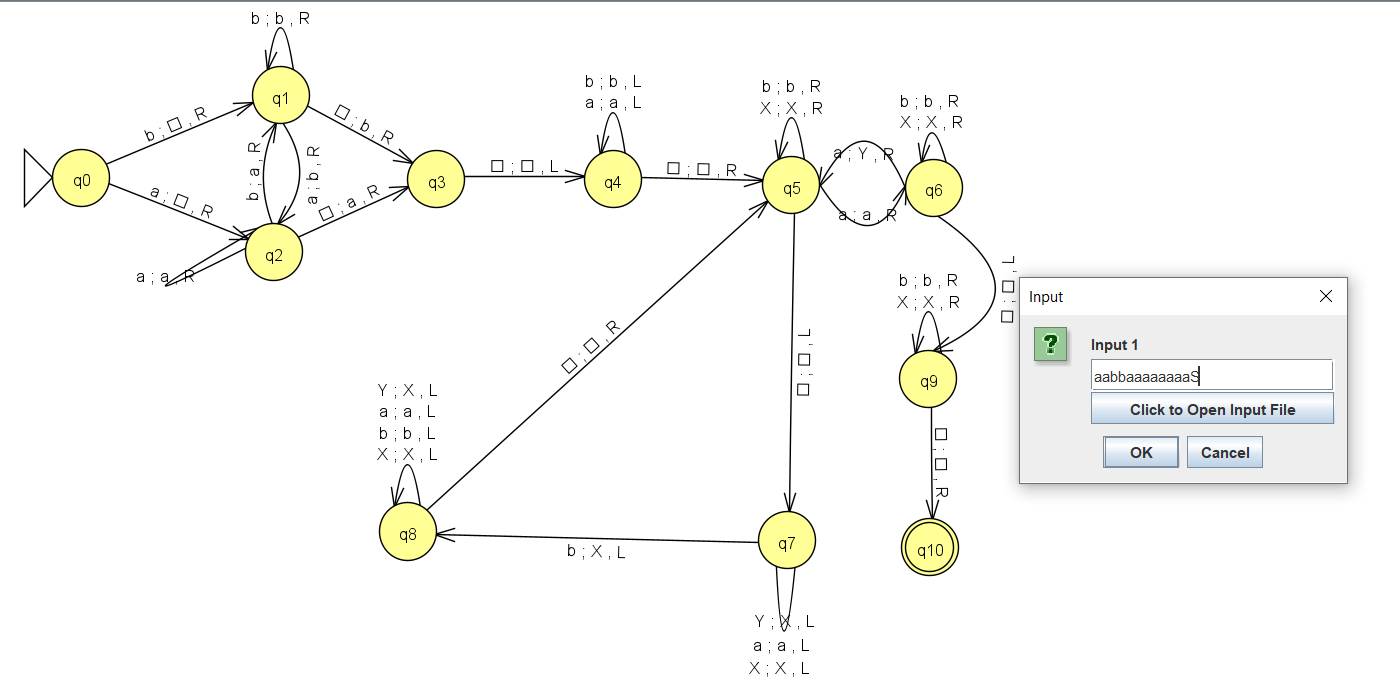 b ; b , R
q1
b ; □ , R
□ ; b , R
q0
a ; □ , R
b ; a , R
a ; b , R
□ ; a , R
q2
a ; a , R
q3
□ ; □ , L
b ; b , L
a ; a , L
q4
□ ; □ , R
b ; b , R
X ; X , R
q5
a ; Y , R
a ; a , R
b ; b , R
X ; X , R
q6
□ ; □ , L
b ; b , R
X ; X , R
q9
□ ; □ , R
q10
□ ; □ , R
□ ; □ , L
Y ; X , L
a ; a , L
b ; b , L
X ; X , L
q8
b ; X , L
q7
Y ; X , L
a ; a , L
X ; X , L
Input
Input 1
aabbaaaaaaaaS
Click to Open Input File
OK
Cancel